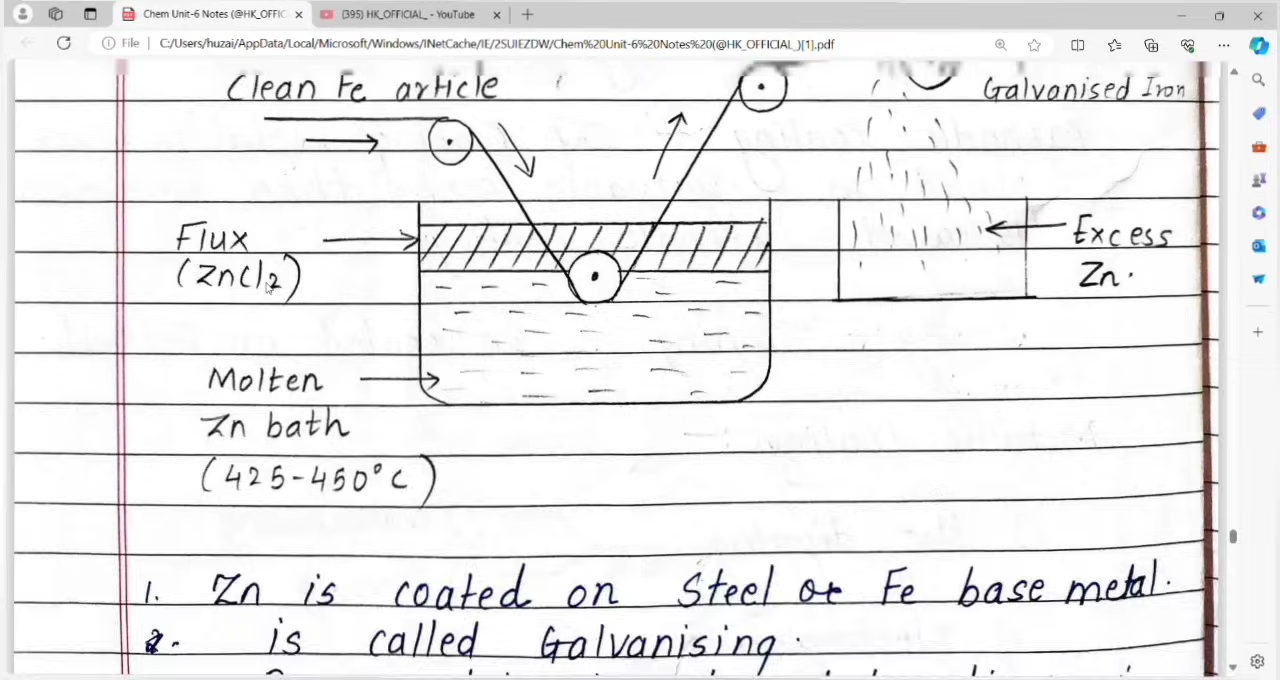 Chem Unit-6 Notes (@HK_OFFIC
(395) HK_OFFICIAL_ - YouTube
File
C:/Users/huzai/AppData/Local/Microsoft/Windows/INetCache/IE/2SUIEZDW/Chem%20Unit-6%20Notes%20(@HK_OFFICIAL_)[1].pdf
Clean Fe article
Galvanised Iron
Flux
(ZnCl2)
Excess
Zn.
Molten
Zn bath
(425-450°C)
1. Zn is coated on Steel or Fe base metal.
2. is called Galvanising.